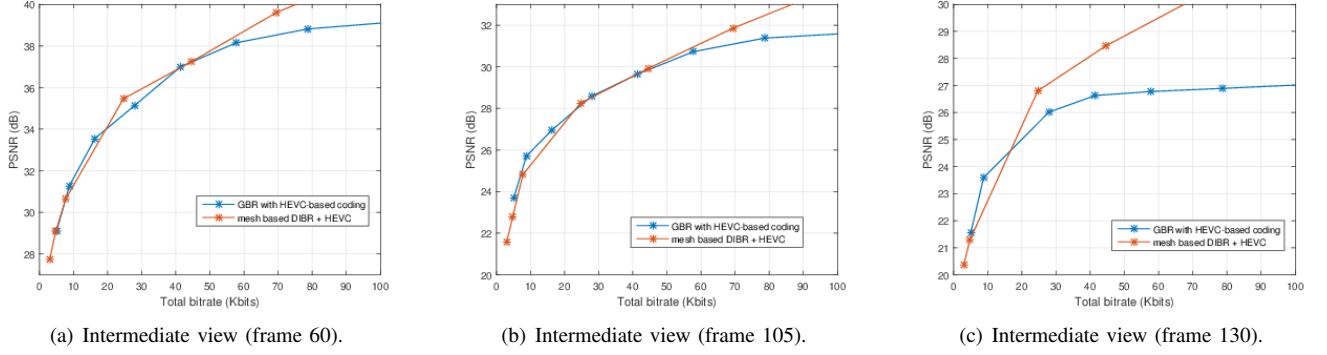 40
38
36
34
32
30
28
PSNR (dB)
GBR with HEVC-based coding
mesh based DIBR + HEVC
0 10 20 30 40 50 60 70 80 90 100
Total bitrate (Kbits)
(a) Intermediate view (frame 60).
32
30
28
26
24
22
20
PSNR (dB)
GBR with HEVC-based coding
mesh based DIBR + HEVC
0 10 20 30 40 50 60 70 80 90 100
Total bitrate (Kbits)
(b) Intermediate view (frame 105).
30
29
28
27
26
25
24
23
22
21
20
PSNR (dB)
GBR with HEVC-based coding
mesh based DIBR + HEVC
0 10 20 30 40 50 60 70 80 90 100
Total bitrate (Kbits)
(c) Intermediate view (frame 130).